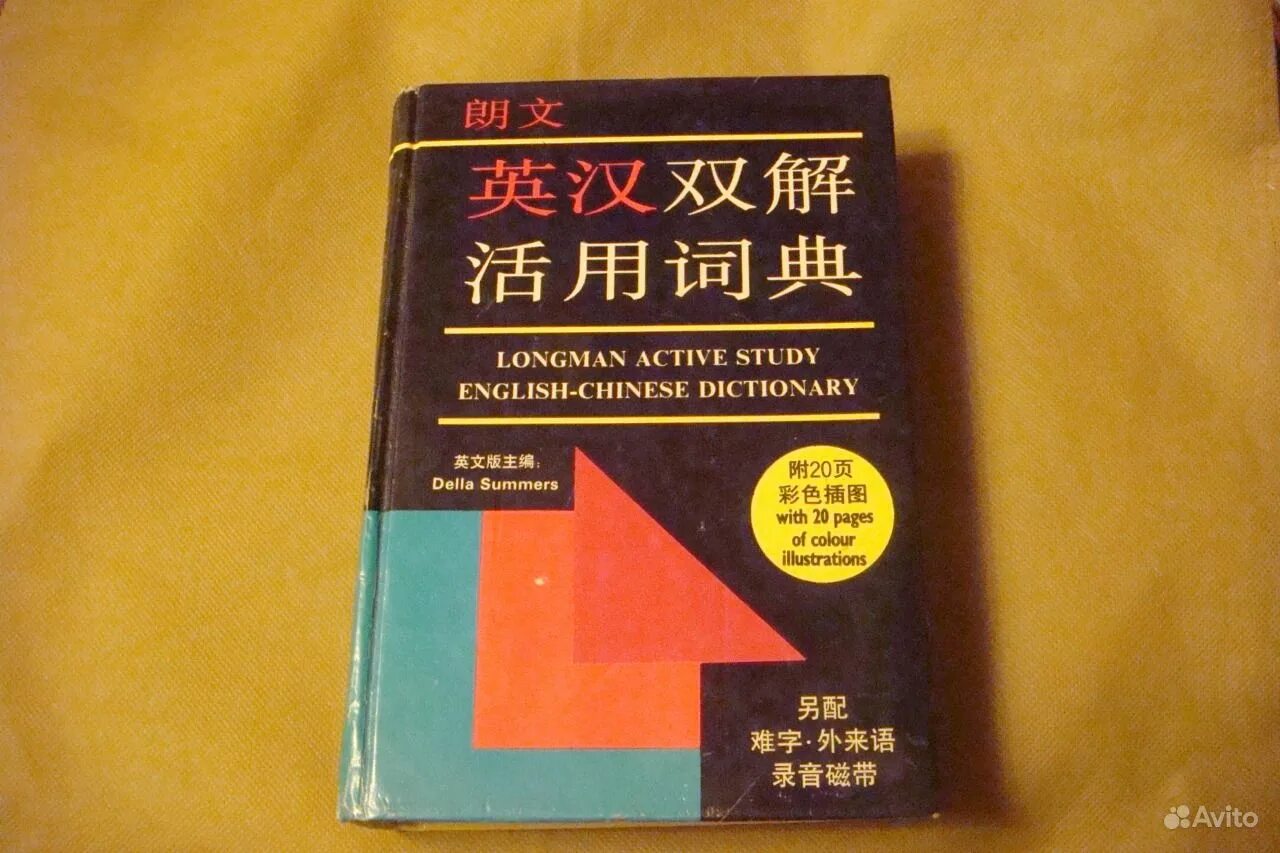 朗文
英汉双解
活用词典
LONGMAN ACTIVE STUDY
ENGLISH-CHINESE DICTIONARY
英文版主编:
Della Summers
附20页
彩色插图
with 20 pages
of colour
illustrations
另配
难字·外来语
录音磁带
Avito